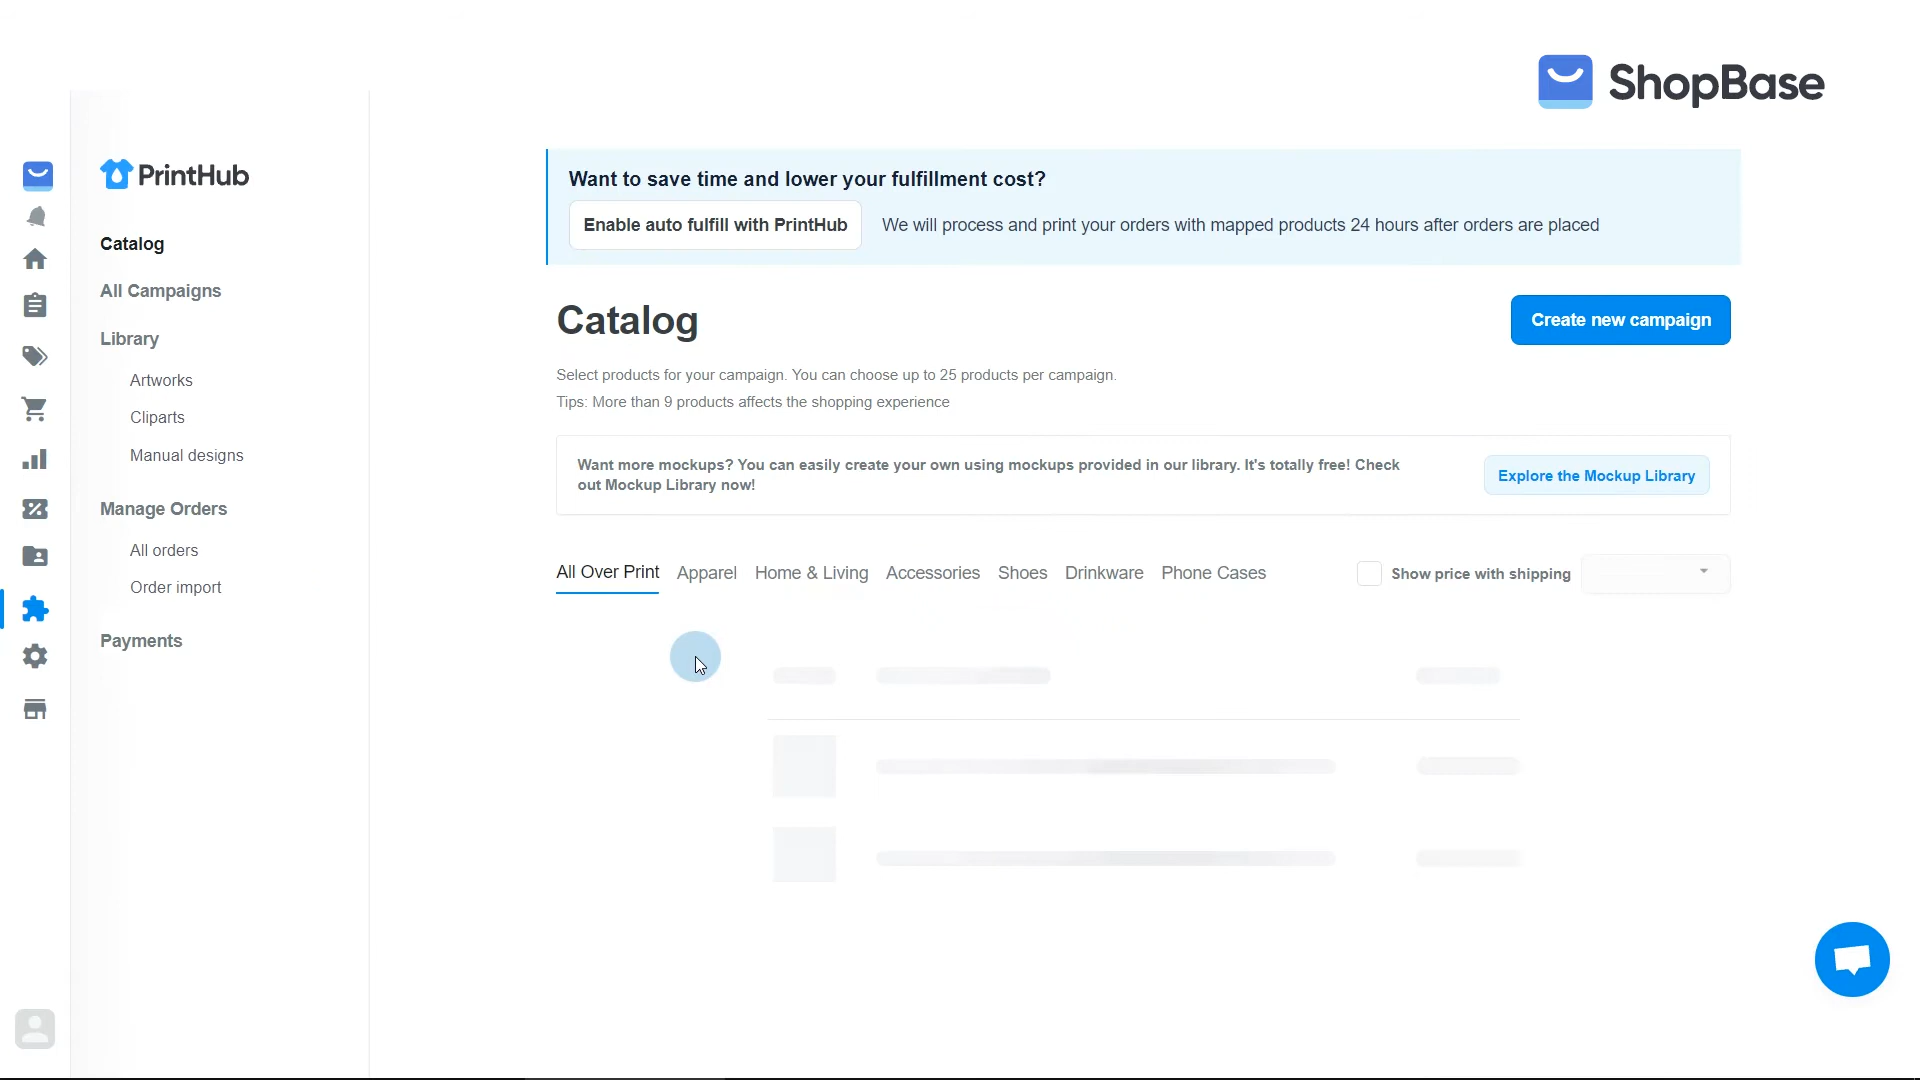 ShopBase
PrintHub
Catalog
All Campaigns
Library
Artworks
Cliparts
Manual designs
Manage Orders
All orders
Order import
Payments
Want to save time and lower your fulfillment cost?
Enable auto fulfill with PrintHub
We will process and print your orders with mapped products 24 hours after orders are placed
Catalog
Create new campaign
Select products for your campaign. You can choose up to 25 products per campaign.
Tips: More than 9 products affects the shopping experience
Want more mockups? You can easily create your own using mockups provided in our library. It's totally free! Check
out Mockup Library now!
Explore the Mockup Library
All Over Print Apparel Home & Living Accessories Shoes Drinkware Phone Cases
Show price with shipping